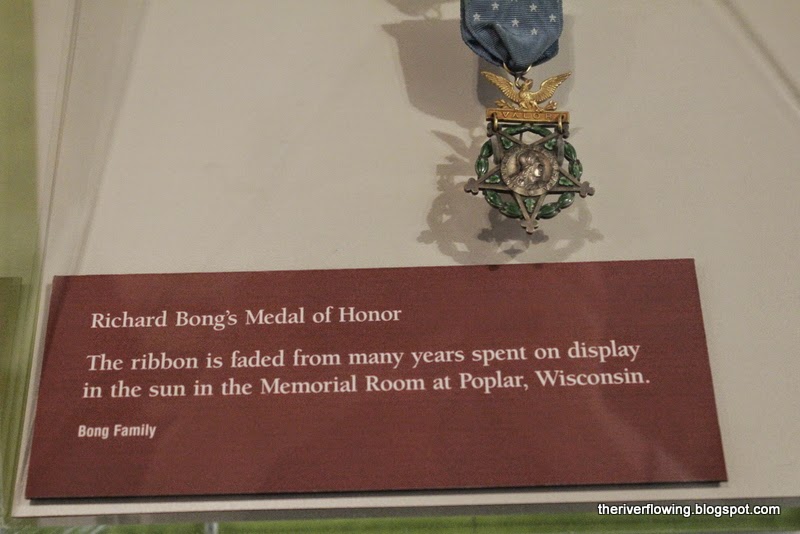 VALOR
Richard Bong's Medal of Honor
The ribbon is faded from many years spent on display
in the sun in the Memorial Room at Poplar, Wisconsin.
Bong Family
theriverflowing.blogspot.com